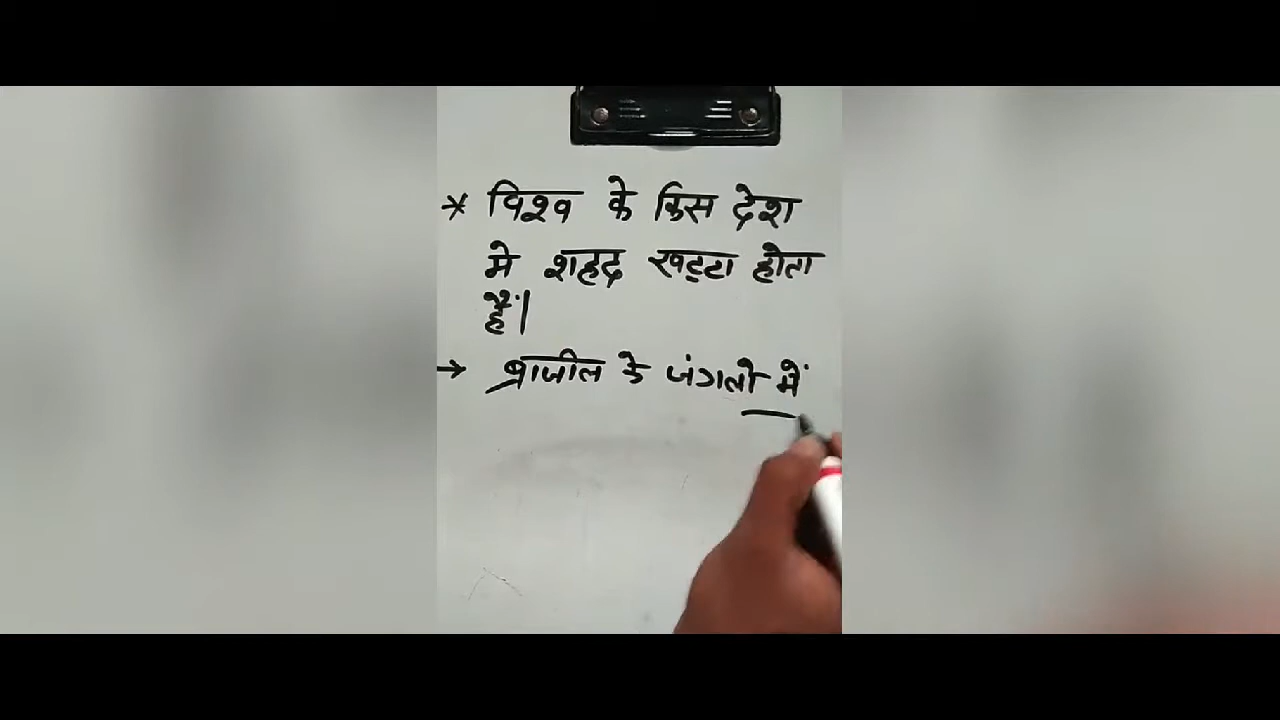 * विश्व के किस देश
मे शहद खट्टा होता
हैं|
→ ब्राजील के जंगलो में